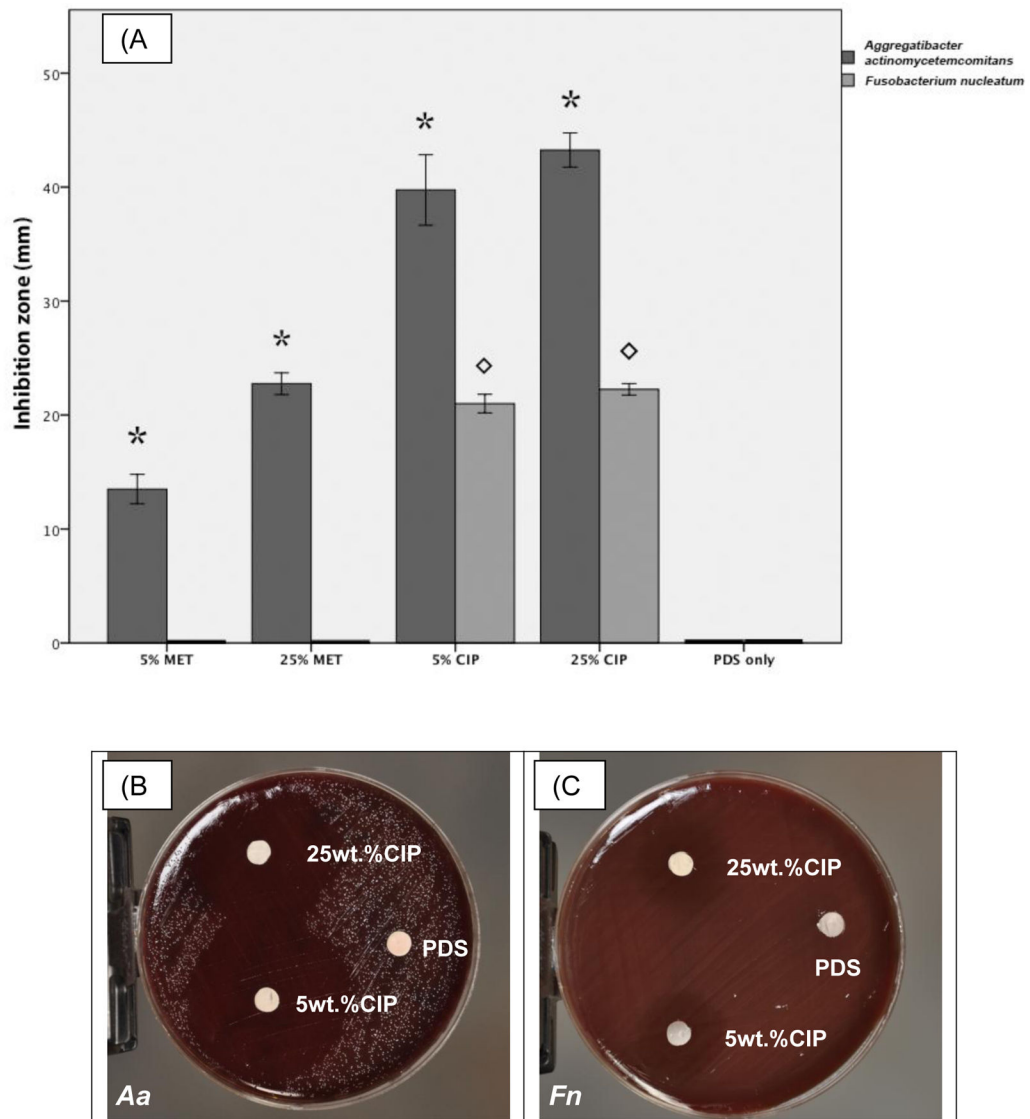 (A)
Aggregatibacter
actinomycetemcomitans
Fusobacterium nucleatum
Inhibition zone (mm)
50
40
30
20
10
0
*
*
*
*
◇
◇
5% MET
25% MET
5% CIP
25% CIP
PDS only
(B)
25wt.%CIP
PDS
5wt.%CIP
Aa
(C)
25wt.%CIP
PDS
5wt.%CIP
Fn